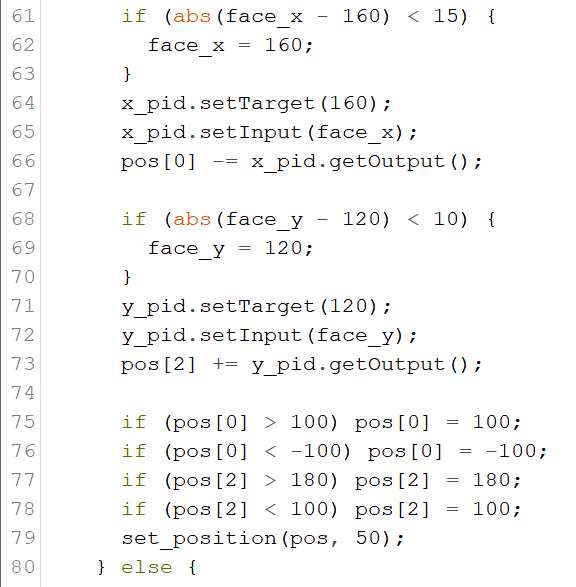 61 if (abs(face_x - 160) < 15) {
62 face_x = 160;
63 }
64 x_pid.setTarget(160);
65 x_pid.setInput(face_x);
66 pos[0] -= x_pid.getOutput();
67
68 if (abs(face_y - 120) < 10) {
69 face_y = 120;
70 }
71 y_pid.setTarget(120);
72 y_pid.setInput(face_y);
73 pos[2] += y_pid.getOutput();
74
75 if (pos[0] > 100) pos[0] = 100;
76 if (pos[0] < -100) pos[0] = -100;
77 if (pos[2] > 180) pos[2] = 180;
78 if (pos[2] < 100) pos[2] = 100;
79 set_position(pos, 50);
80 } else {